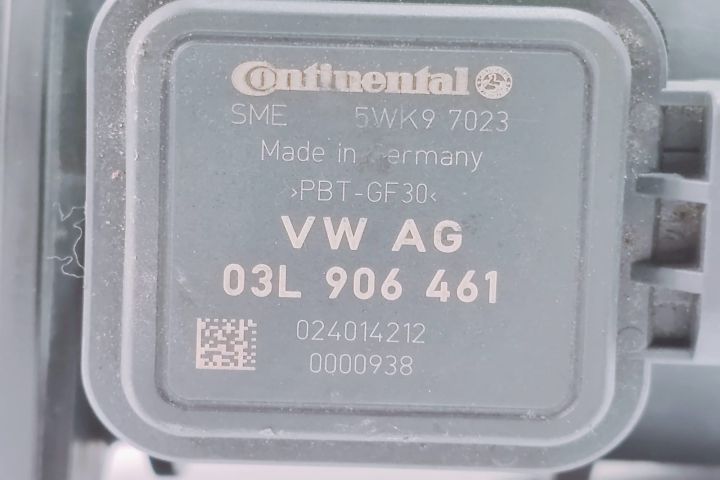 Continental
SME 5WK9 7023
Made in Germany
>PBT-GF30<
VW AG
03L 906 461
024014212
0000938